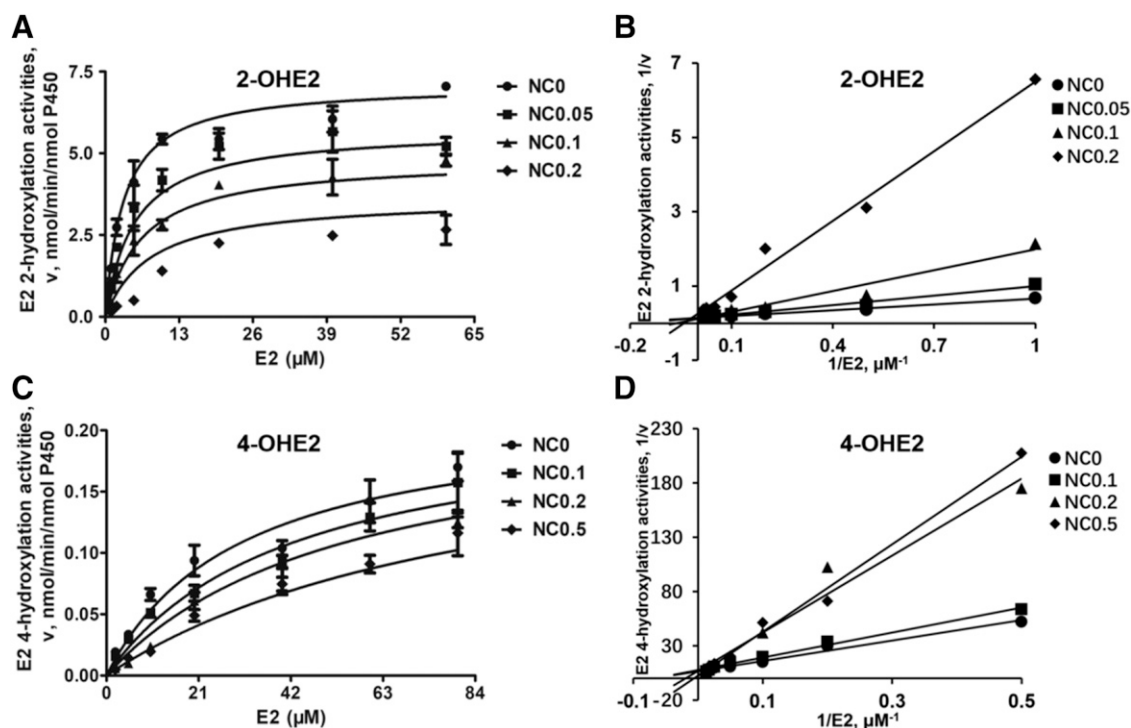 A
E2 2-hydroxylation activities,
v, nmol/min/nmol P450
2-OHE2
7.5
5.0
2.5
0.0
0
13
26
39
52
65
E2 (µM)
NC0
NC0.05
NC0.1
NC0.2
B
E2 2-hydroxylation activities, 1/v
2-OHE2
7
5
3
1
-1
-0.2
0.1
0.4
0.7
1
1/E2, µM-1
NC0
NC0.05
NC0.1
NC0.2
C
E2 4-hydroxylation activities,
v, nmol/min/nmol P450
4-OHE2
0.20
0.15
0.10
0.05
0.00
0
21
42
63
84
E2 (µM)
NC0
NC0.1
NC0.2
NC0.5
D
E2 4-hydroxylation activities, 1/v
4-OHE2
230
180
130
80
30
-20
-0.1
0.1
0.3
0.5
1/E2, µM-1
NC0
NC0.1
NC0.2
NC0.5